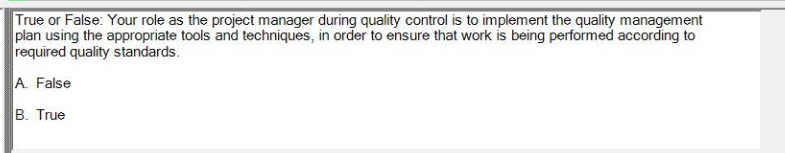 True or False: Your role as the project manager during quality control is to implement the quality management
plan using the appropriate tools and techniques, in order to ensure that work is being performed according to
required quality standards.
A. False
B. True